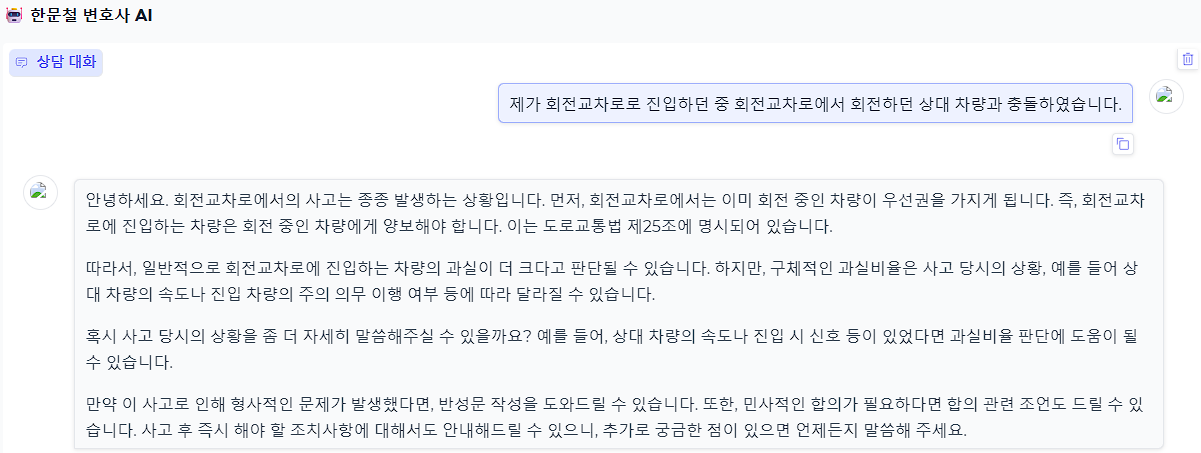 한문철 변호사 AI
상담 대화
제가 회전교차로로 진입하던 중 회전교차로에서 회전하던 상대 차량과 충돌하였습니다.
안녕하세요. 회전교차로에서의 사고는 종종 발생하는 상황입니다. 먼저, 회전교차로에서는 이미 회전 중인 차량이 우선권을 가지게 됩니다. 즉, 회전교차
로에 진입하는 차량은 회전 중인 차량에게 양보해야 합니다. 이는 도로교통법 제25조에 명시되어 있습니다.
따라서, 일반적으로 회전교차로에 진입하는 차량의 과실이 더 크다고 판단될 수 있습니다. 하지만, 구체적인 과실비율은 사고 당시의 상황, 예를 들어 상
대 차량의 속도나 진입 차량의 주의 의무 이행 여부 등에 따라 달라질 수 있습니다.
혹시 사고 당시의 상황을 좀 더 자세히 말씀해주실 수 있을까요? 예를 들어, 상대 차량의 속도나 진입 시 신호 등이 있었다면 과실비율 판단에 도움이 될
수 있습니다.
만약 이 사고로 인해 형사적인 문제가 발생했다면, 반성문 작성을 도와드릴 수 있습니다. 또한, 민사적인 합의가 필요하다면 합의 관련 조언도 드릴 수 있
습니다. 사고 후 즉시 해야 할 조치사항에 대해서도 안내해드릴 수 있으니, 추가로 궁금한 점이 있으면 언제든지 말씀해 주세요.